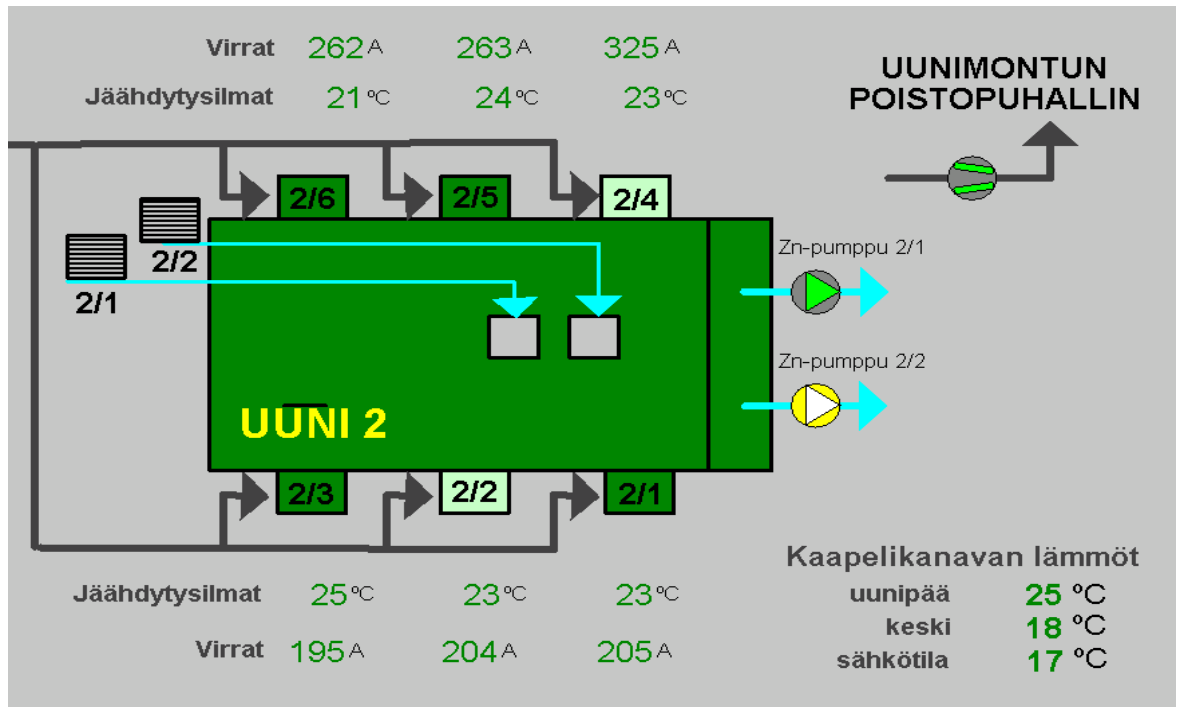 Virrat 262 A 263 A 325 A
Jäähdytysilmat 21 °C 24 °C 23 °C
UUNIMONTUN
POISTOPUHALLIN
2/6 2/5 2/4
2/2
2/1
Zn-pumppu 2/1
Zn-pumppu 2/2
UUNI 2
2/3 2/2 2/1
Jäähdytysilmat 25 °C 23 °C 23 °C
Virrat 195 A 204 A 205 A
Kaapelikanavan lämmöt
uunipää 25 °C
keski 18 °C
sähkötila 17 °C